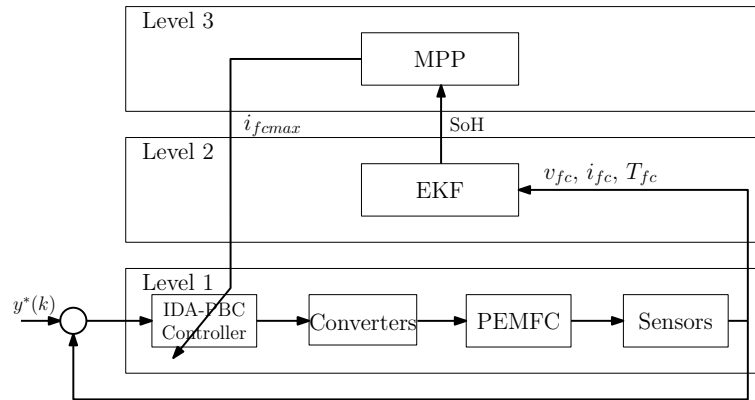 Level 3
MPP
i_{fcmax}
SoH
Level 2
EKF
v_{fc}, i_{fc}, T_{fc}
Level 1
y*(k)
IDA-PBC
Controller
Converters
PEMFC
Sensors